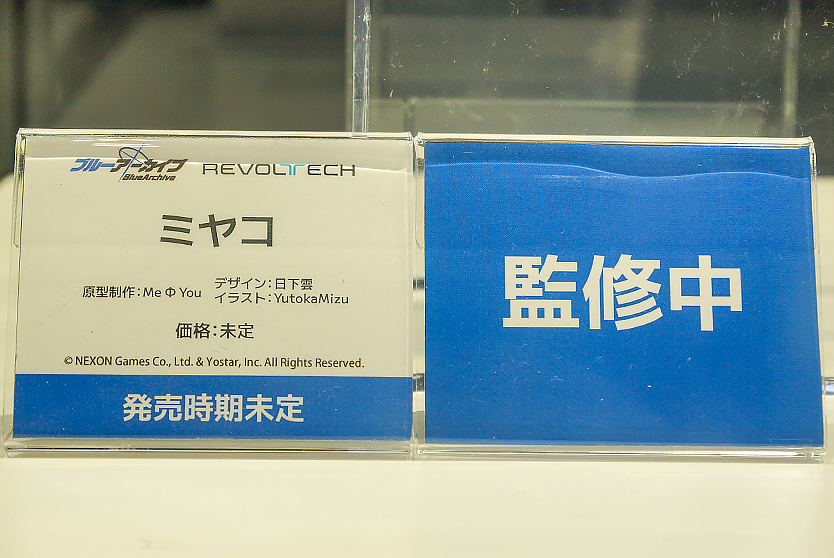 ブルーアーカイブ
BlueArchive
REVOLTECH
ミヤコ
原型制作：Me Φ You
デザイン：日下雲
イラスト：YutokaMizu
価格：未定
© NEXON Games Co., Ltd. & Yostar, Inc. All Rights Reserved.
発売時期未定
監修中